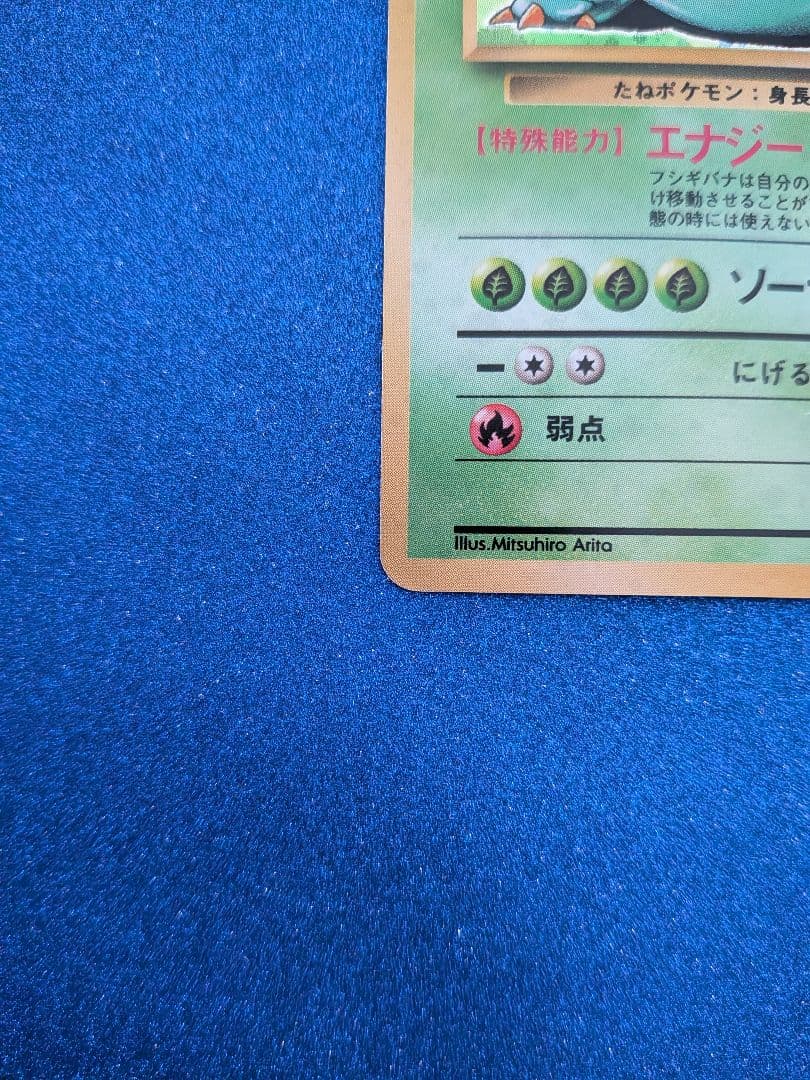 たねポケモン：身長
【特殊能力】 エナジー
フシギバナは自分の
け移動させることが
態の時には使えない
ソー
にげる
弱点
Illus.Mitsuhiro Arita